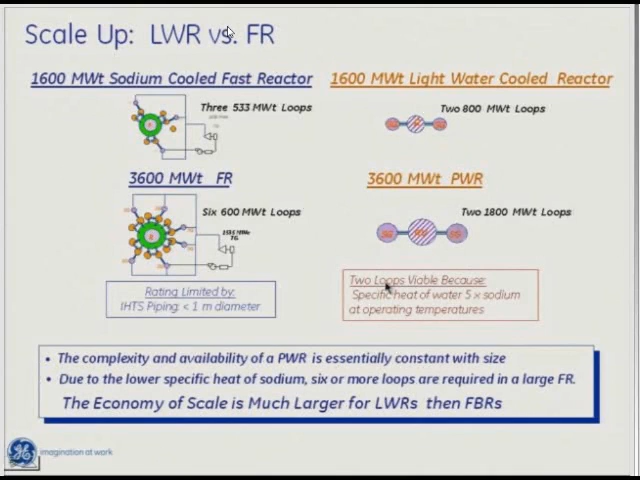 Scale Up: LWR vs. FR
1600 MWt Sodium Cooled Fast Reactor
1600 MWt Light Water Cooled Reactor
Three 533 MWt Loops
Two 800 MWt Loops
3600 MWt FR
3600 MWt PWR
Six 600 MWt Loops
Two 1800 MWt Loops
TG
Rating Limited by:
IHTS Piping: < 1 m diameter
Two Loops Viable Because:
Specific heat of water 5 x sodium
at operating temperatures
• The complexity and availability of a PWR is essentially constant with size
• Due to the lower specific heat of sodium, six or more loops are required in a large FR.
The Economy of Scale is Much Larger for LWRs then FBRs
imagination at work